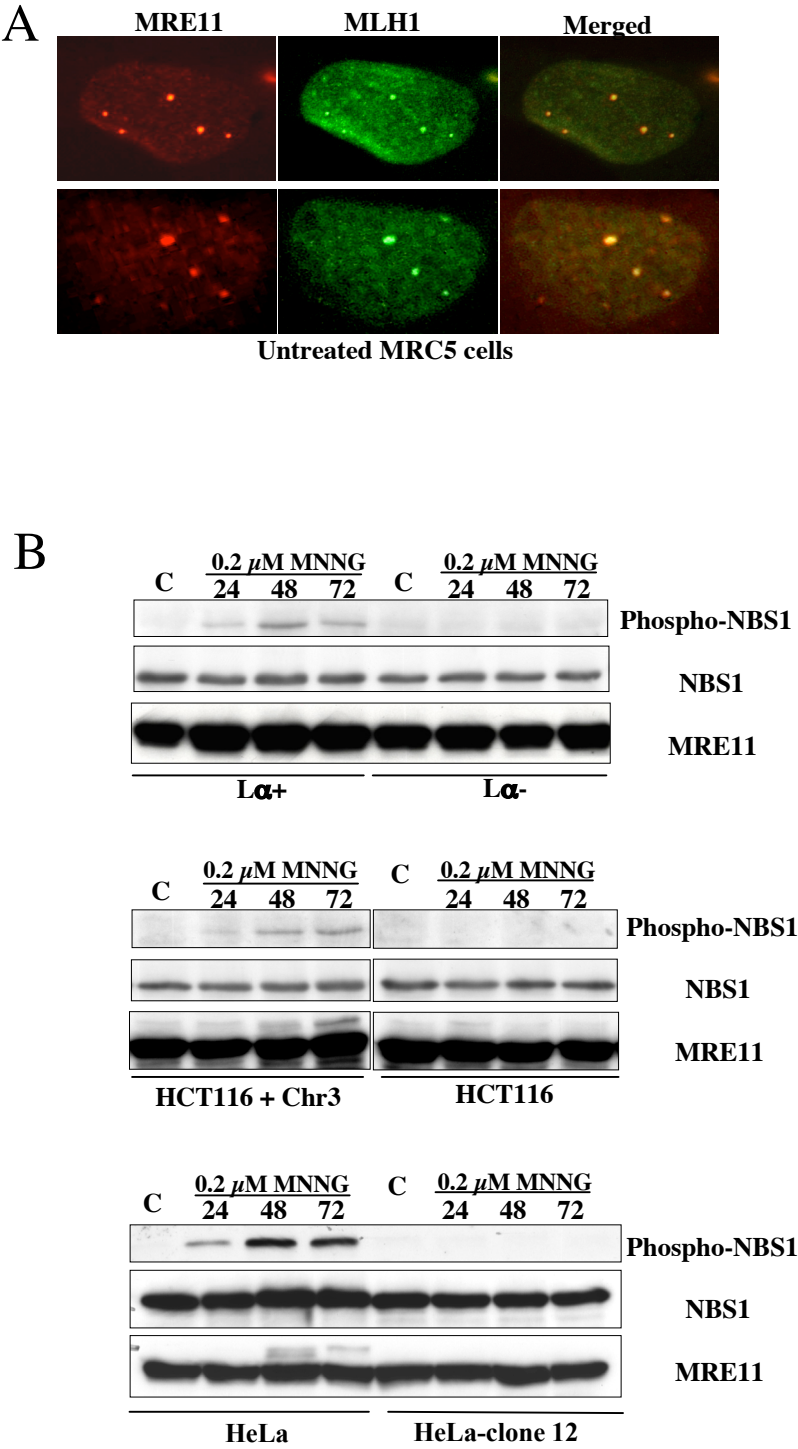 A
MRE11 MLH1 Merged
Untreated MRC5 cells
B
C 0.2 µM MNNG C 0.2 µM MNNG
24 48 72 24 48 72
Phospho-NBS1
NBS1
MRE11
Lα+ Lα-
C 0.2 µM MNNG C 0.2 µM MNNG
24 48 72 24 48 72
Phospho-NBS1
NBS1
MRE11
HCT116 + Chr3 HCT116
C 0.2 µM MNNG C 0.2 µM MNNG
24 48 72 24 48 72
Phospho-NBS1
NBS1
MRE11
HeLa HeLa-clone 12